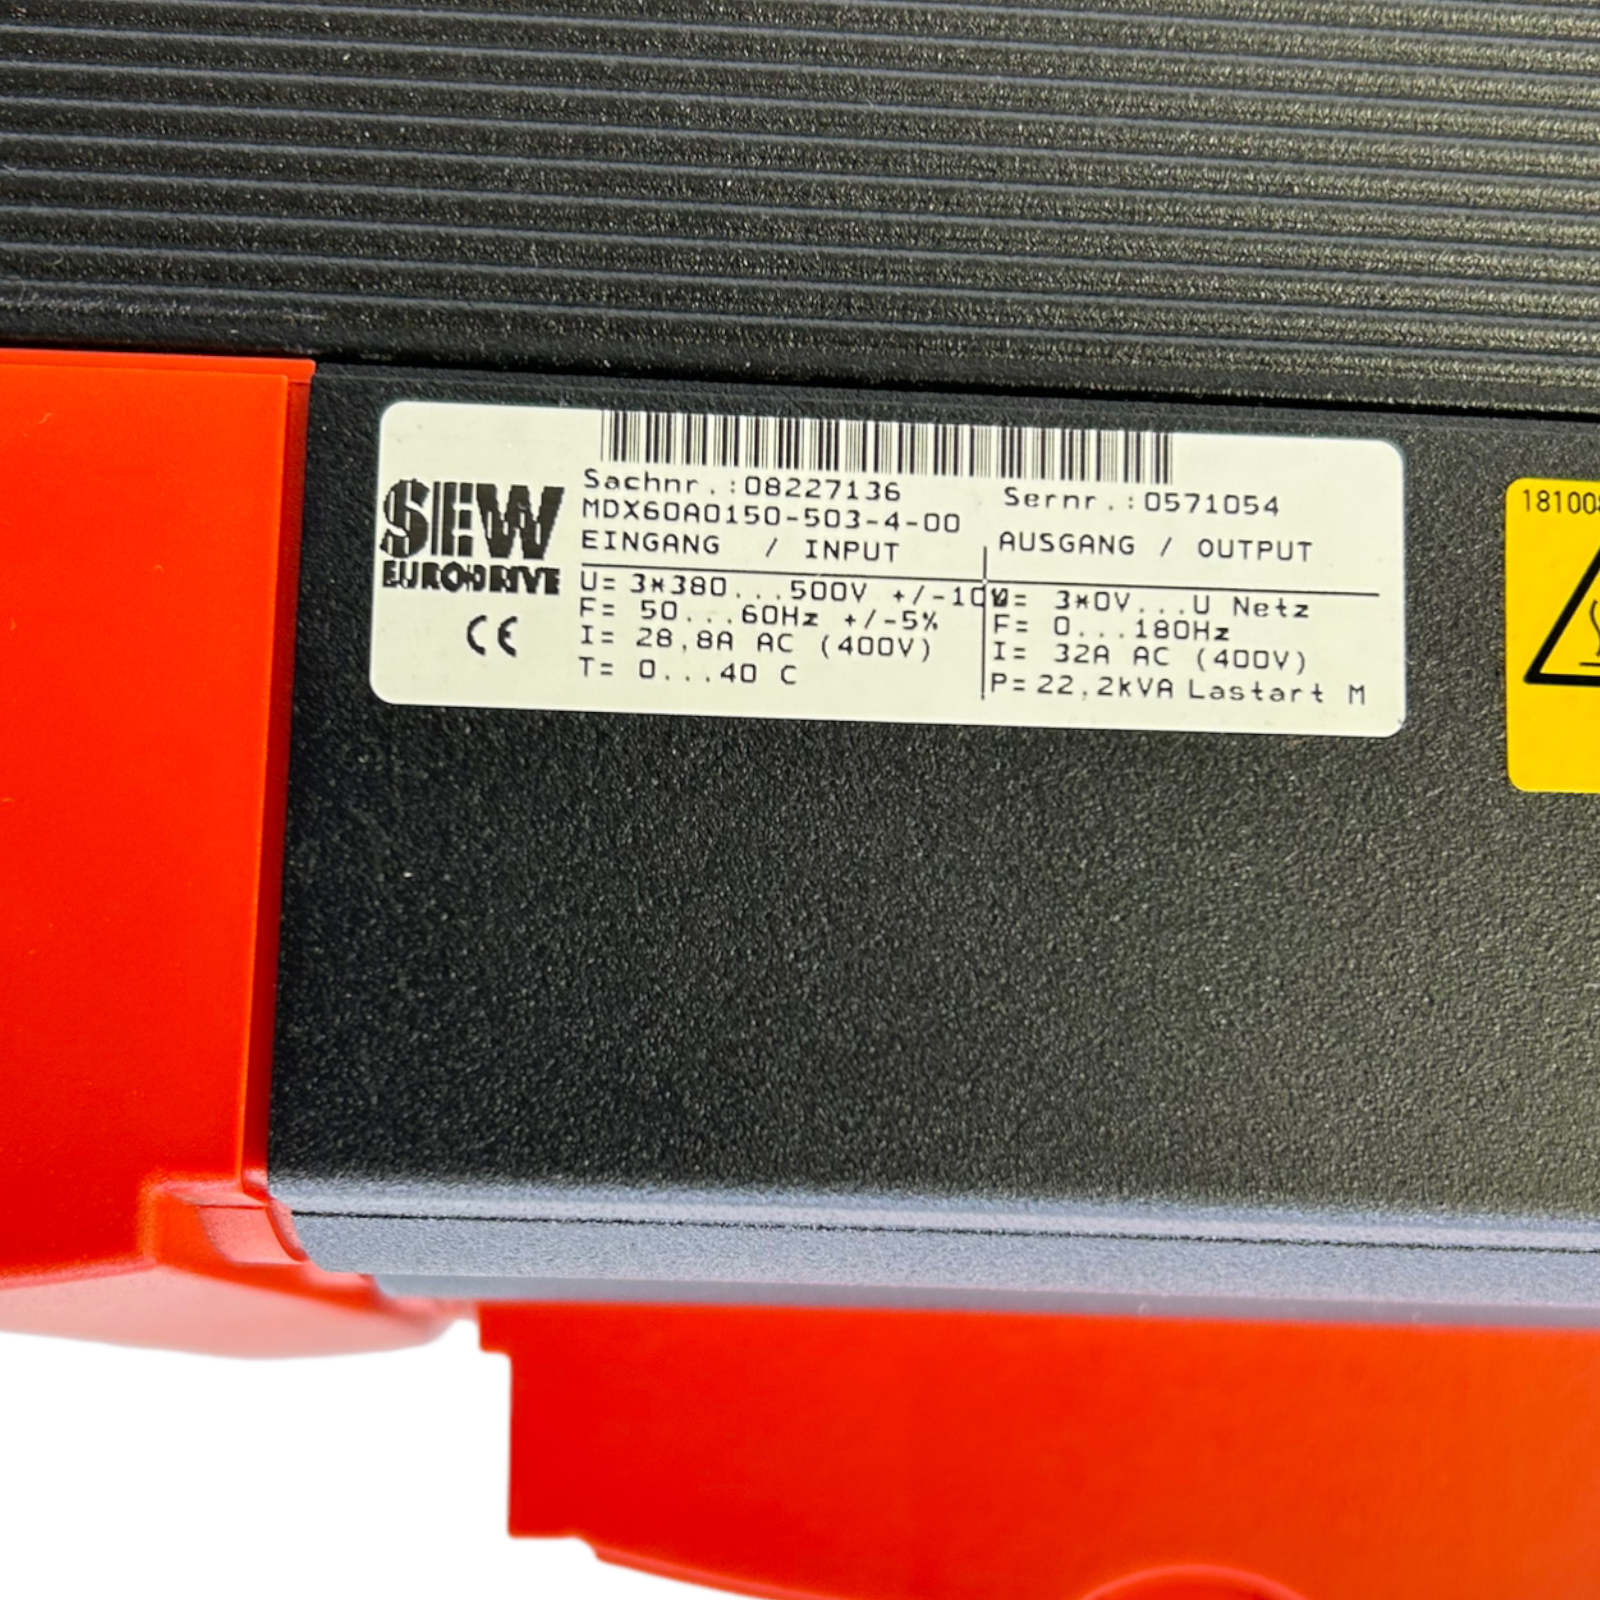 SEW
EURODRIVE
CE
Sachnr.:08227136 Sernr.:0571054
MDX60A0150-503-4-00
EINGANG / INPUT AUSGANG / OUTPUT
U= 3*380...500V +/-10 U= 3*0V...U Netz
F= 50...60Hz +/-5% F= 0...180Hz
I= 28,8A AC (400V) I= 32A AC (400V)
T= 0...40 C P= 22,2kVA Lastart M